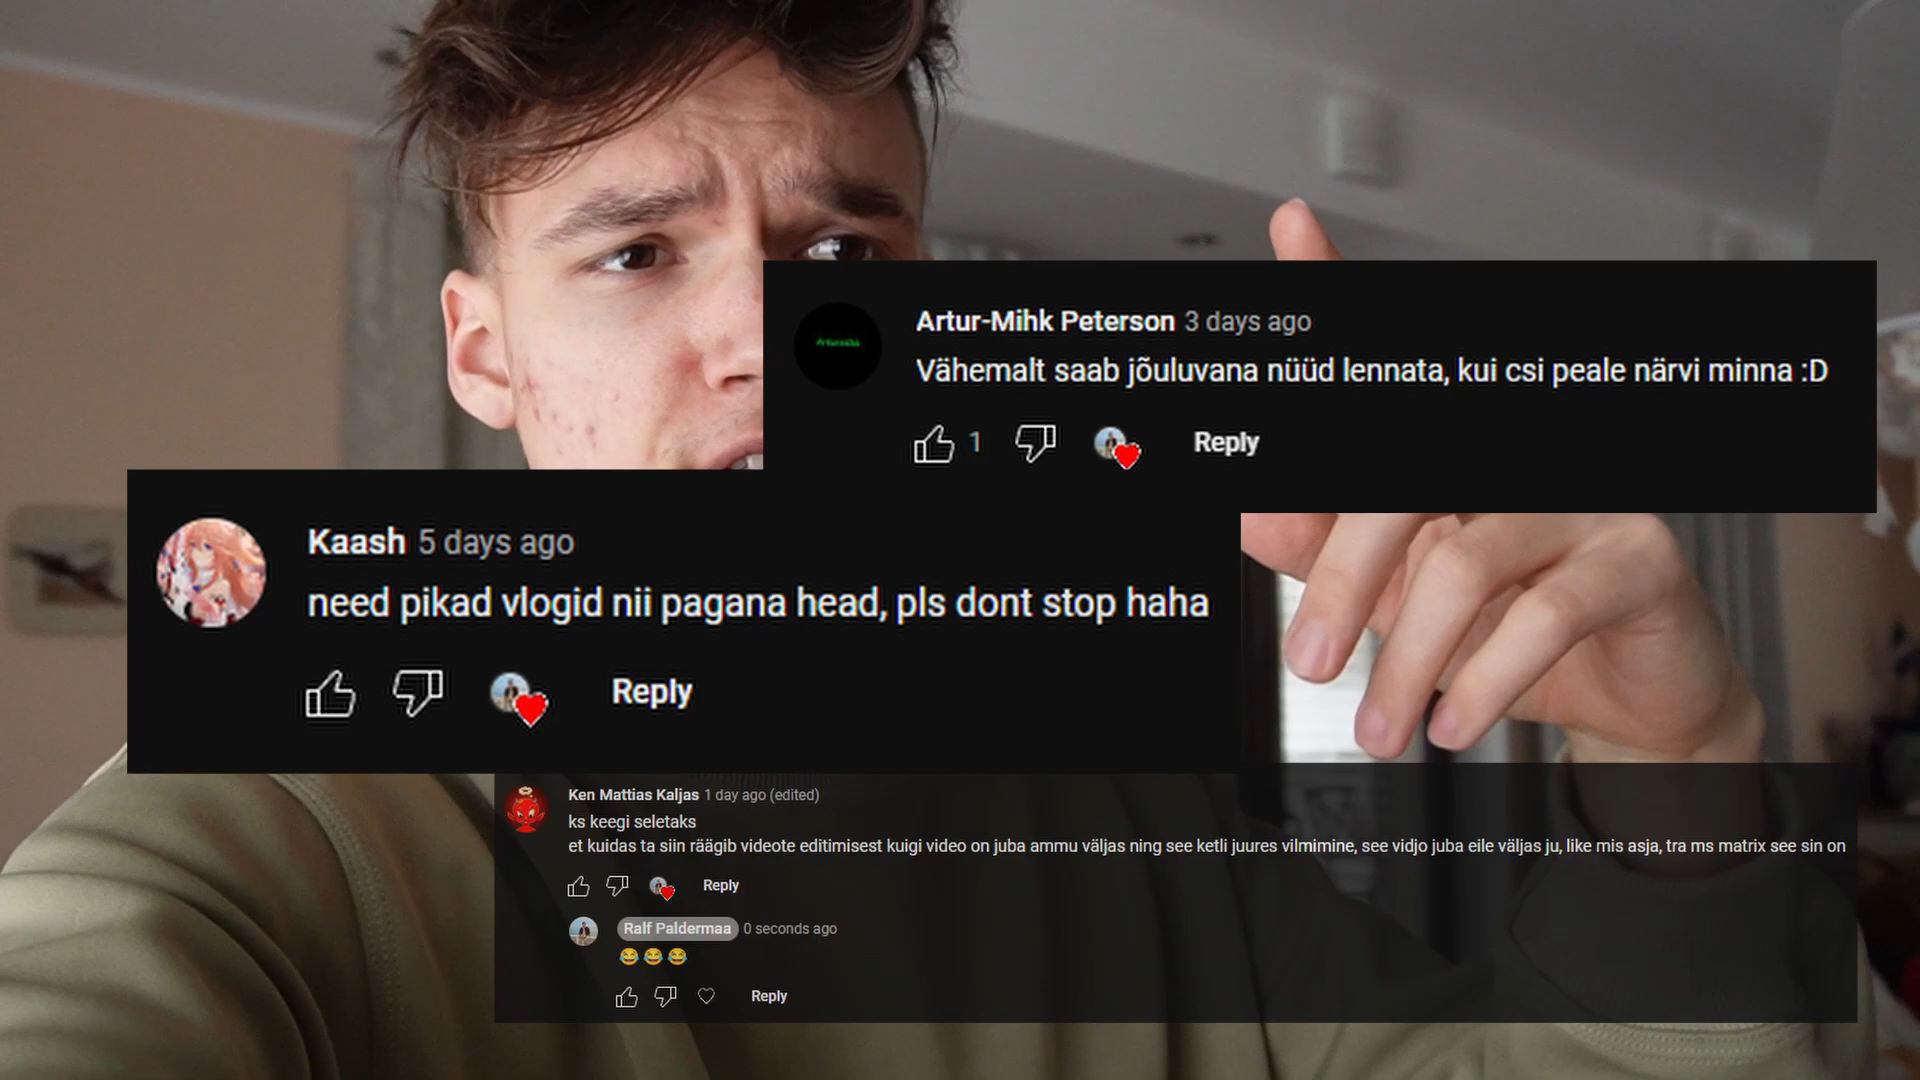 Artur-Mihk Peterson 3 days ago
Vähemalt saab jõuluvana nüüd lennata, kui csi peale närvi minna :D
1
Reply
Kaash 5 days ago
need pikad vlogid nii pagana head, pls dont stop haha
Reply
Ken Mattias Kaljas 1 day ago (edited)
ks keegi seletaks
et kuidas ta siin räägib videote editimisest kuigi video on juba ammu väljas ning see ketli juures vilmimine, see vidjo juba eile väljas ju, like mis asja, tra ms matrix see sin on
Reply
Ralf Paldermaa 0 seconds ago
😂😂😂
Reply